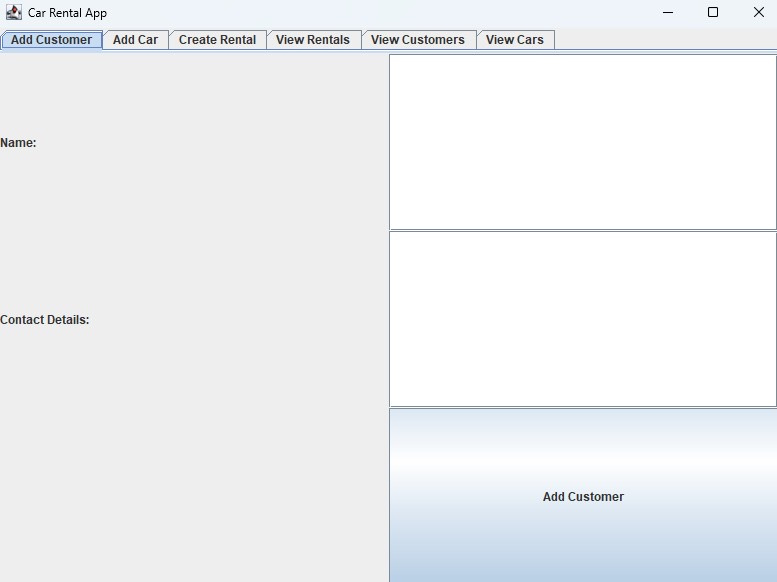 Car Rental App
Add Customer Add Car Create Rental View Rentals View Customers View Cars
Name:
Contact Details:
Add Customer